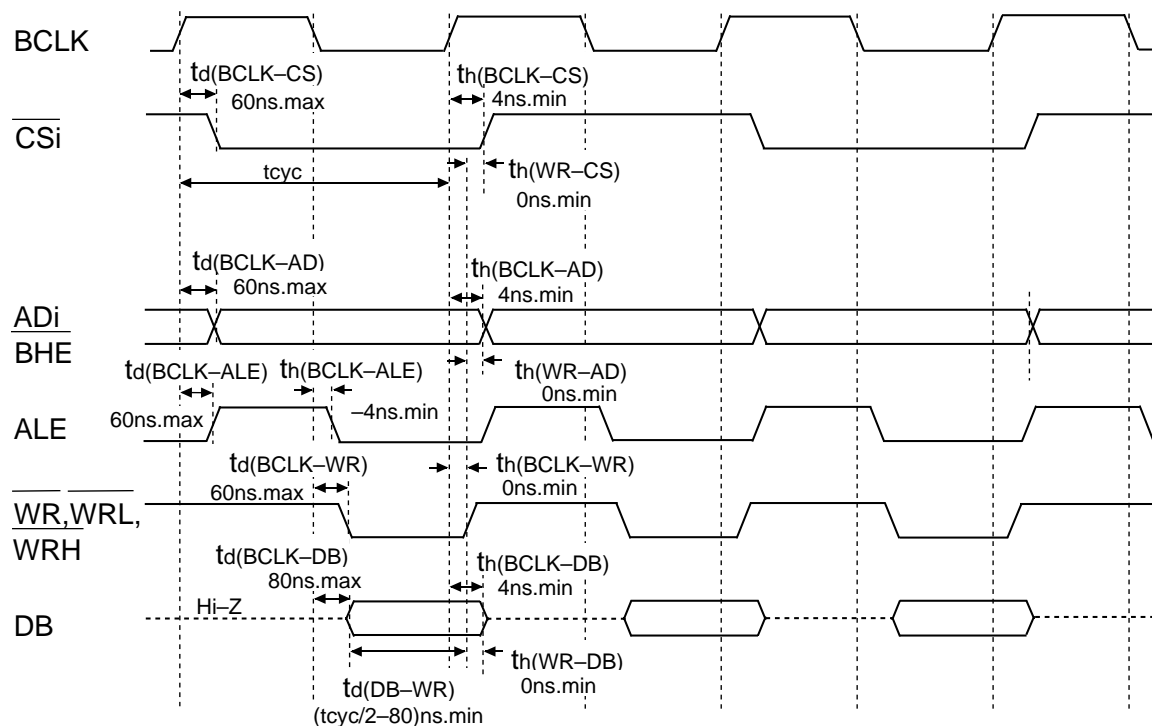 BCLK
td(BCLK–CS)
60ns.max
th(BCLK–CS)
4ns.min
CSi
tcyc
th(WR–CS)
0ns.min
td(BCLK–AD)
60ns.max
th(BCLK–AD)
4ns.min
ADi
BHE
td(BCLK–ALE)
th(BCLK–ALE)
th(WR–AD)
0ns.min
60ns.max
–4ns.min
ALE
td(BCLK–WR)
60ns.max
th(BCLK–WR)
0ns.min
WR,WRL,
WRH
td(BCLK–DB)
80ns.max
th(BCLK–DB)
4ns.min
Hi–Z
DB
td(DB–WR)
(tcyc/2–80)ns.min
th(WR–DB)
0ns.min